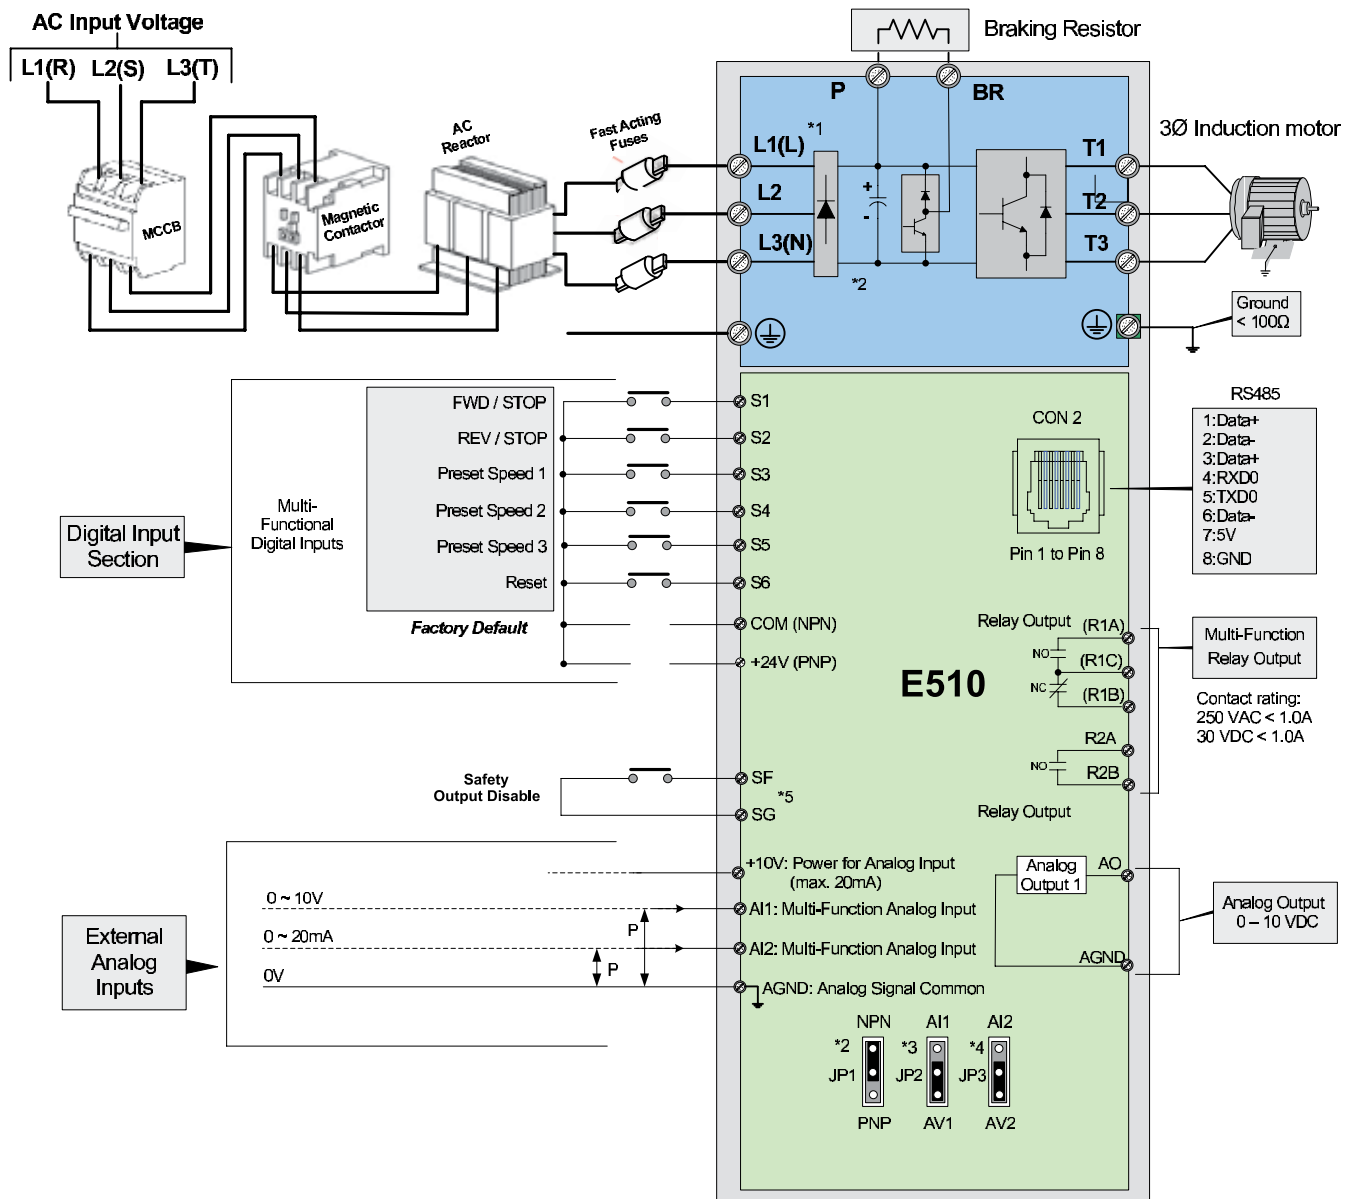 AC Input Voltage
L1(R) L2(S) L3(T)
MCCB
Magnetic
Contactor
AC
Reactor
Fast Acting
Fuses
Braking Resistor
P
BR
L1(L)
*1
L2
L3(N)
+
-
*2
T1
T2
T3
3Ø Induction motor
Ground
< 100Ω
Digital Input
Section
Multi-
Functional
Digital Inputs
FWD / STOP
REV / STOP
Preset Speed 1
Preset Speed 2
Preset Speed 3
Reset
Factory Default
S1
S2
S3
S4
S5
S6
COM (NPN)
+24V (PNP)
CON 2
Pin 1 to Pin 8
RS485
1:Data+
2:Data-
3:Data+
4:RXD0
5:TXD0
6:Data-
7:5V
8:GND
E510
Relay Output
(R1A)
NO
(R1C)
NC
(R1B)
R2A
NO
R2B
Relay Output
Multi-Function
Relay Output
Contact rating:
250 VAC < 1.0A
30 VDC < 1.0A
Safety
Output Disable
SF
*5
SG
External
Analog
Inputs
0 ~ 10V
0 ~ 20mA
0V
P
P
+10V: Power for Analog Input
(max. 20mA)
AI1: Multi-Function Analog Input
AI2: Multi-Function Analog Input
AGND: Analog Signal Common
Analog
Output 1
AO
AGND
Analog Output
0 – 10 VDC
NPN AI1 AI2
*2 *3 *4
JP1 JP2 JP3
PNP AV1 AV2